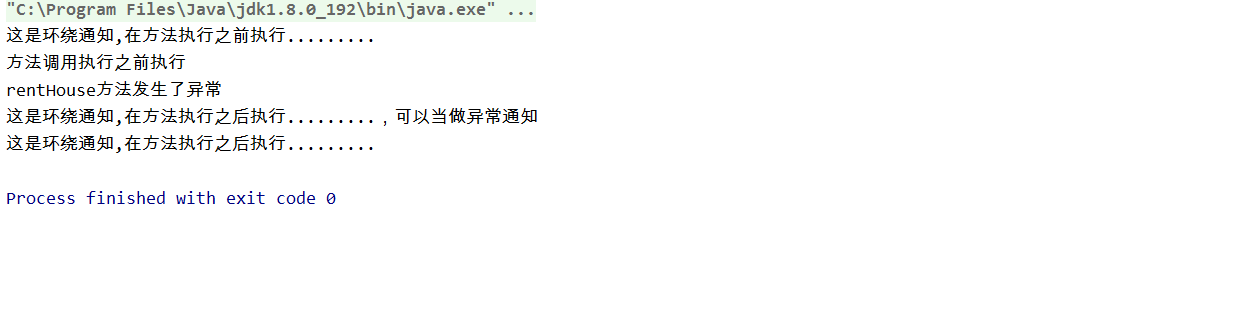 "C:\Program Files\Java\jdk1.8.0_192\bin\java.exe" ...
这是环绕通知,在方法执行之前执行.........
方法调用执行之前执行
rentHouse方法发生了异常
这是环绕通知,在方法执行之后执行.........，可以当做异常通知
这是环绕通知,在方法执行之后执行.........
Process finished with exit code 0